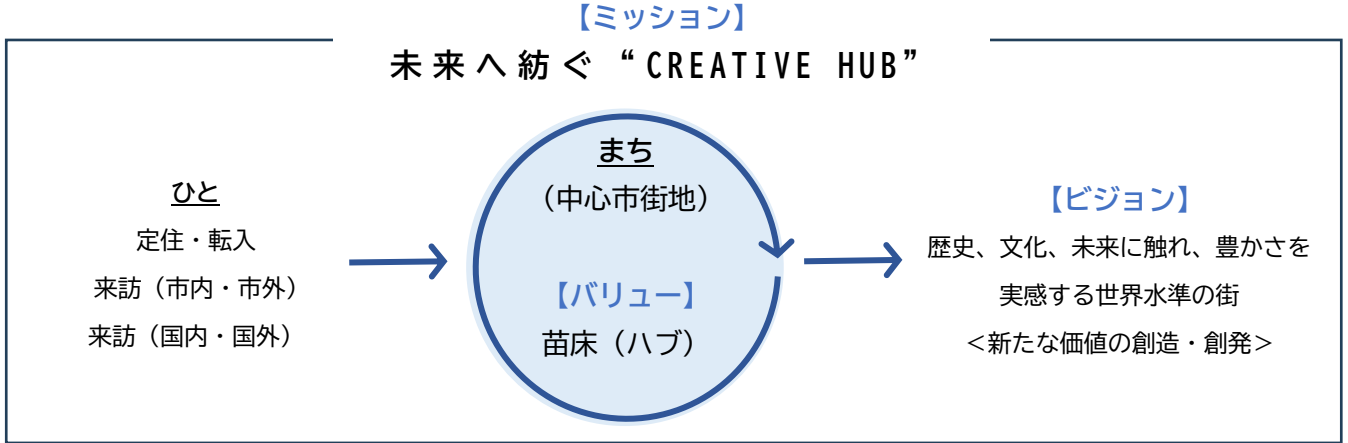 【ミッション】
未来へ紡ぐ“CREATIVE HUB”
ひと
定住・転入
来訪（市内・市外）
来訪（国内・国外）
まち
（中心市街地）
【バリュー】
苗床（ハブ）
【ビジョン】
歴史、文化、未来に触れ、豊かさを
実感する世界水準の街
＜新たな価値の創造・創発＞